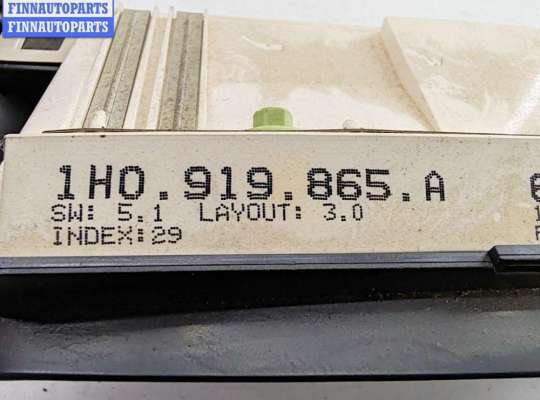 FINNAUTOPARTS
FINNAUTOPARTS
1H0.919.865.A
SW: 5.1 LAYOUT: 3.0
INDEX:29